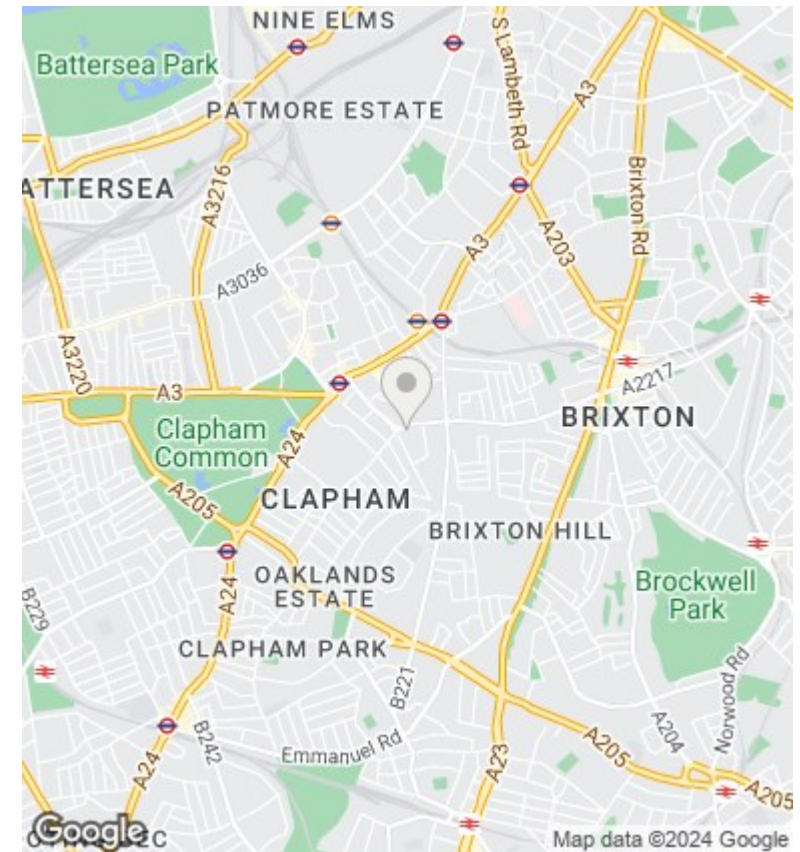 NINE ELMS
Battersea Park
S Lambeth Rd
A3
PATMORE ESTATE
ATTERSEA
A3216
Brixton Rd
A3
A203
A3036
A3220
A3
A2217
Clapham
Common
A24
BRIXTON
A205
CLAPHAM
BRIXTON HILL
OAKLANDS
ESTATE
Brockwell
Park
B229
A24
CLAPHAM PARK
B221
Norwood Rd
A204
B242
Emmanuel Rd
A24
A23
A205
A205
Google
EC
Map data ©2024 Google